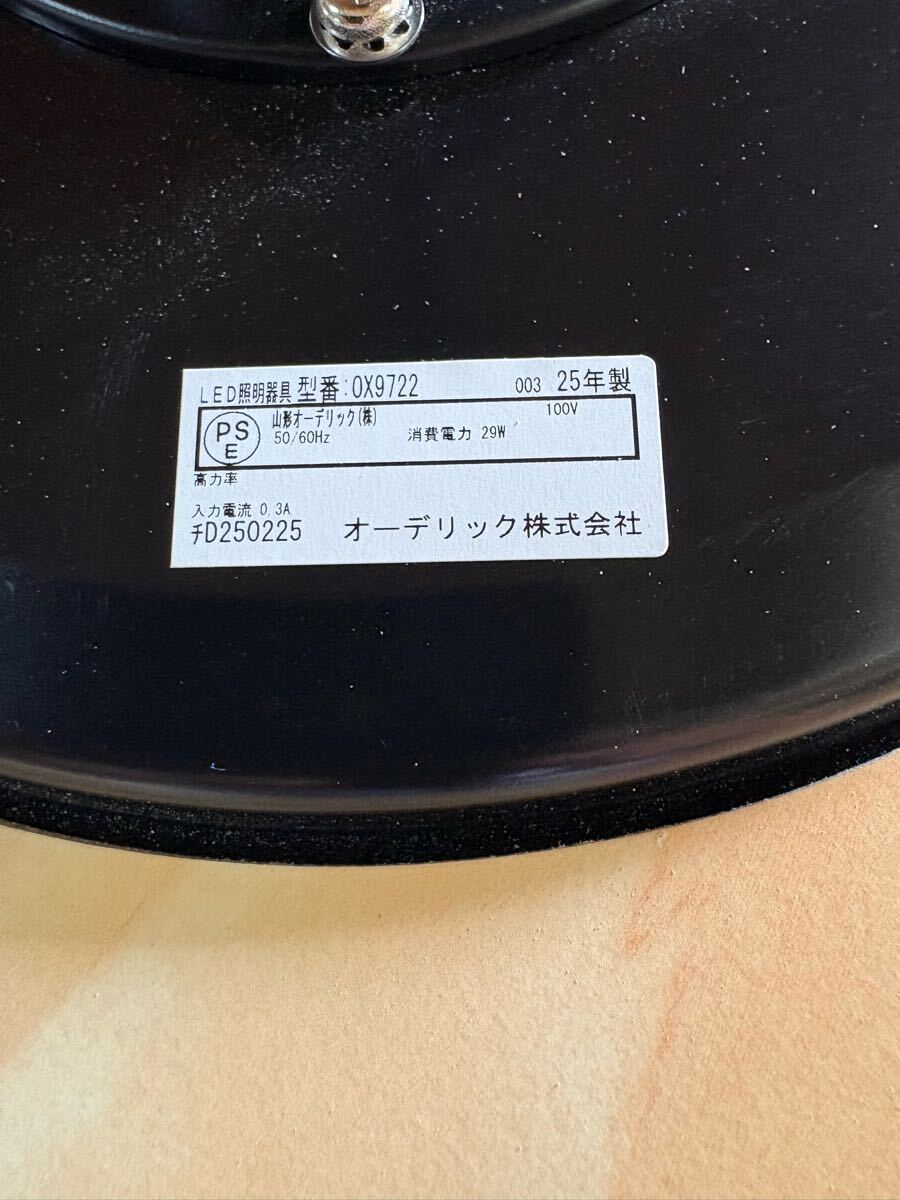 LED照明器具 型番:OX9722 003 25年製
PS
E
山形オーデリック(株) 100V
50/60Hz 消費電力 29W
高力率
入力電流 0.3A
チD250225 オーデリック株式会社